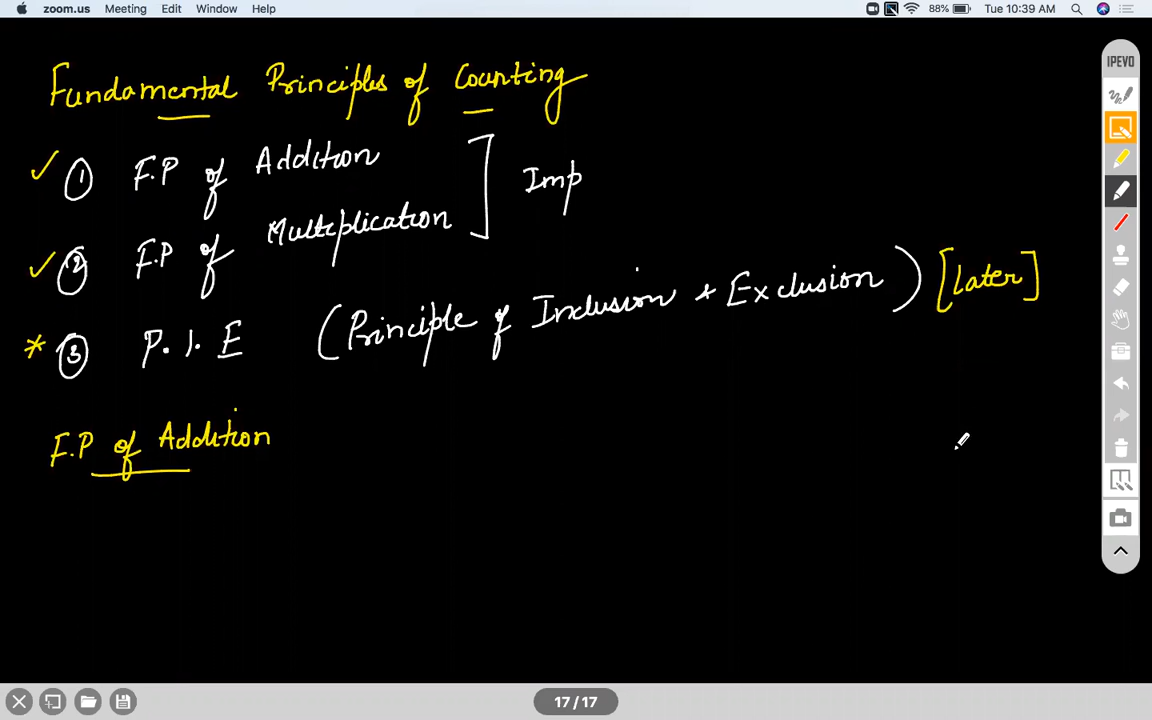 zoom.us Meeting Edit Window Help 88% Tue 10:39 AM
IPEVO
Fundamental Principles of Counting
✓ ① F.P of Addition ] Imp
✓ ② F.P of Multiplication
* ③ P.I.E (Principle of Inclusion & Exclusion) [later]
F.P of Addition
17/17